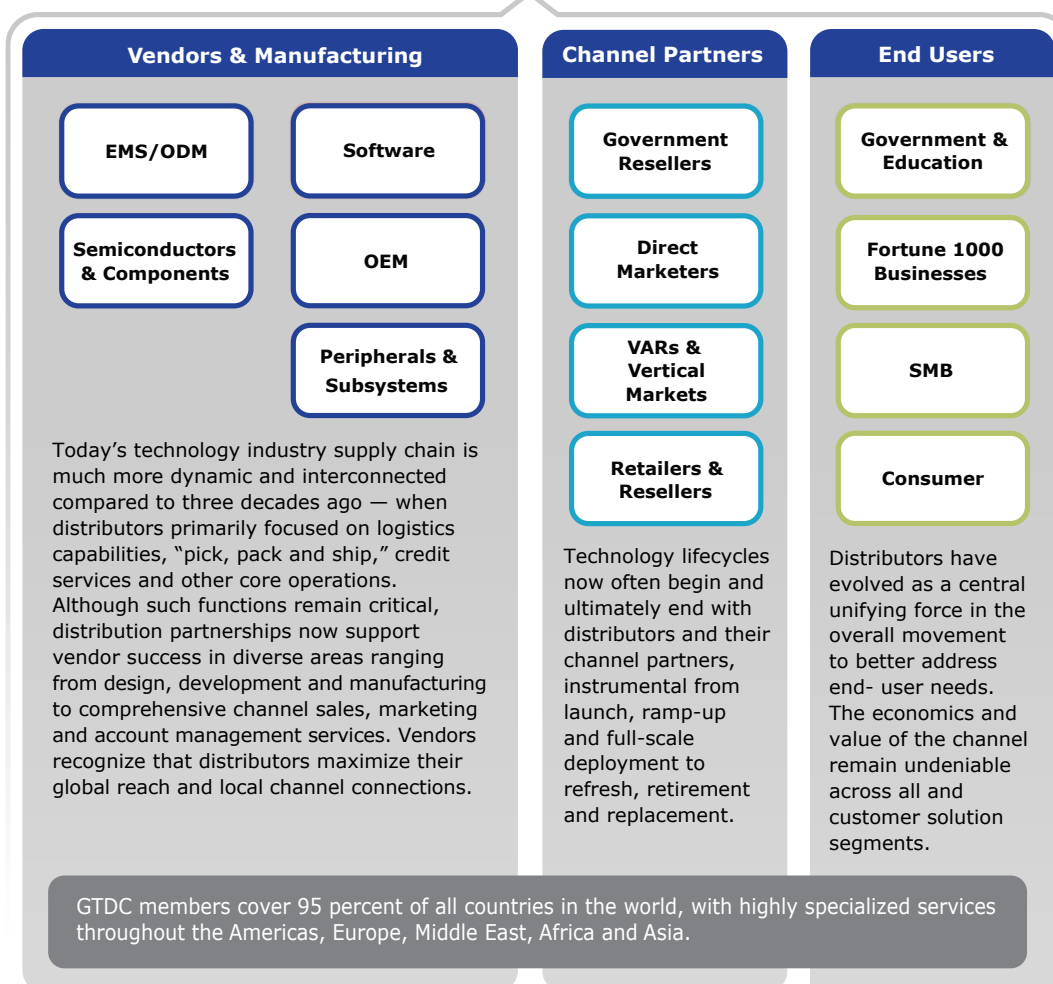 Vendors & Manufacturing
EMS/ODM
Software
Semiconductors
& Components
OEM
Peripherals &
Subsystems
Today’s technology industry supply chain is
much more dynamic and interconnected
compared to three decades ago — when
distributors primarily focused on logistics
capabilities, “pick, pack and ship,” credit
services and other core operations.
Although such functions remain critical,
distribution partnerships now support
vendor success in diverse areas ranging
from design, development and manufacturing
to comprehensive channel sales, marketing
and account management services. Vendors
recognize that distributors maximize their
global reach and local channel connections.
Channel Partners
Government
Resellers
Direct
Marketers
VARs &
Vertical
Markets
Retailers &
Resellers
Technology lifecycles
now often begin and
ultimately end with
distributors and their
channel partners,
instrumental from
launch, ramp-up
and full-scale
deployment to
refresh, retirement
and replacement.
End Users
Government &
Education
Fortune 1000
Businesses
SMB
Consumer
Distributors have
evolved as a central
unifying force in the
overall movement
to better address
end- user needs.
The economics and
value of the channel
remain undeniable
across all and
customer solution
segments.
GTDC members cover 95 percent of all countries in the world, with highly specialized services
throughout the Americas, Europe, Middle East, Africa and Asia.